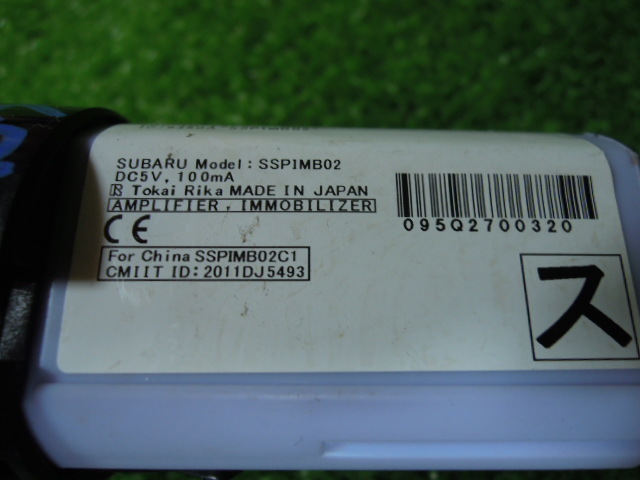 SUBARU Model: SSPIMB02
DC5V, 100mA
Tokai Rika MADE IN JAPAN
AMPLIFIER, IMMOBILIZER
CE
095Q2700320
For China SSPIMB02C1
CMIIT ID: 2011DJ5493
ス